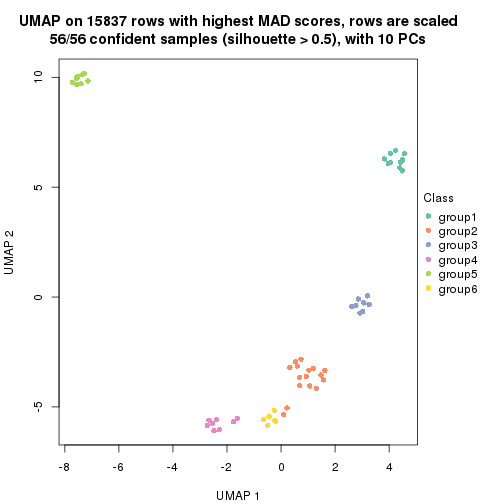 UMAP on 15837 rows with highest MAD scores, rows are scaled
56/56 confident samples (silhouette > 0.5), with 10 PCs
10
5
0
-5
UMAP 2
-8
-6
-4
-2
0
2
4
UMAP 1
Class
group1
group2
group3
group4
group5
group6